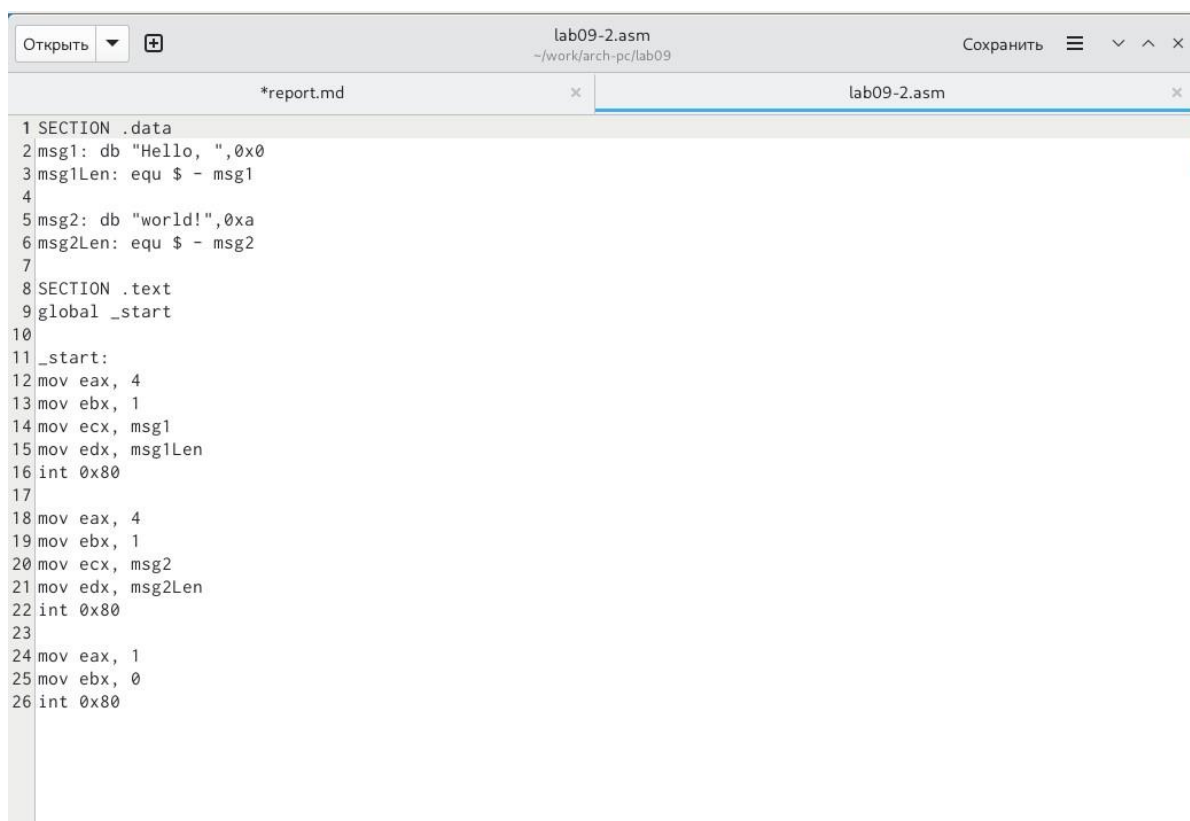 Открыть
lab09-2.asm
~/work/arch-pc/lab09
Сохранить
*report.md
lab09-2.asm
1 SECTION .data
2 msg1: db "Hello, ",0x0
3 msg1Len: equ $ - msg1
4
5 msg2: db "world!",0xa
6 msg2Len: equ $ - msg2
7
8 SECTION .text
9 global _start
10
11 _start:
12 mov eax, 4
13 mov ebx, 1
14 mov ecx, msg1
15 mov edx, msg1Len
16 int 0x80
17
18 mov eax, 4
19 mov ebx, 1
20 mov ecx, msg2
21 mov edx, msg2Len
22 int 0x80
23
24 mov eax, 1
25 mov ebx, 0
26 int 0x80